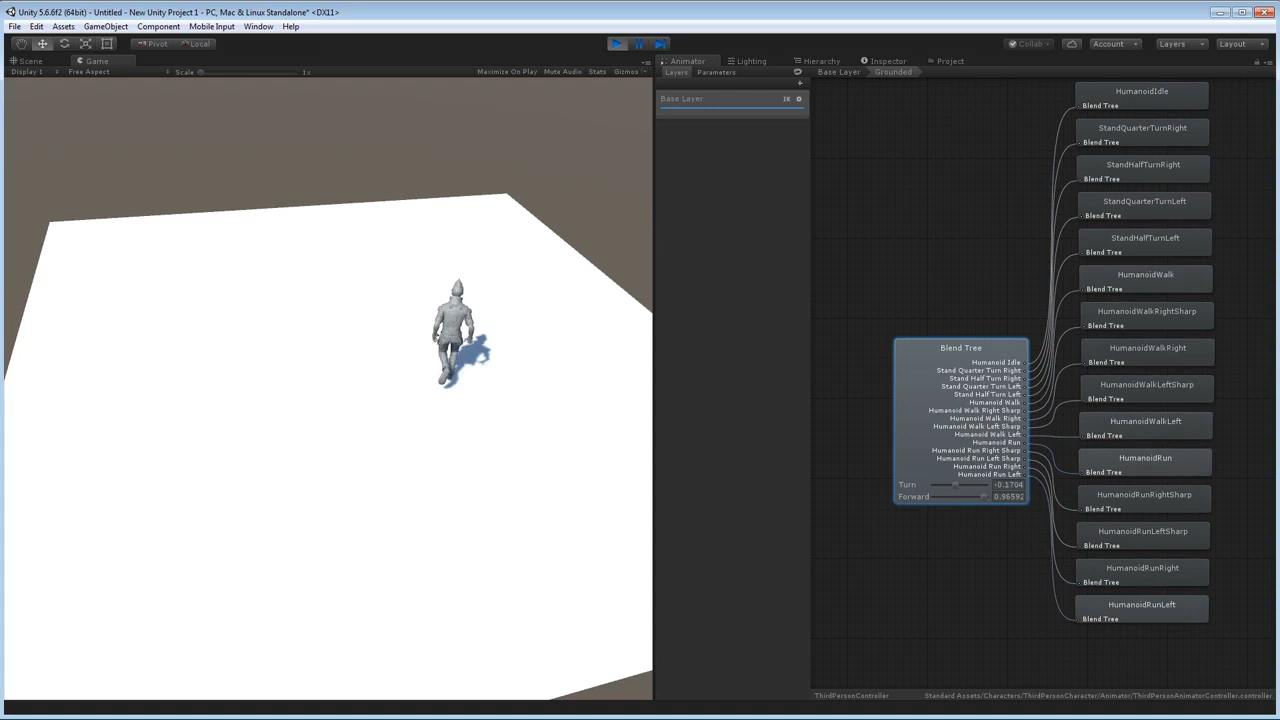 Unity 5.6.6f2 (64bit) - Untitled - New Unity Project 1 - PC, Mac & Linux Standalone* <DX11>
File Edit Assets GameObject Component Mobile Input Window Help
Pivot Local Collab Account Layers Layout
Scene Game Animator Lighting Hierarchy Inspector Project
Display 1 Free Aspect Scale 1x Maximize On Play Mute Audio Stats Gizmos Layers Parameters Base Layer Grounded
Base Layer IK
HumanoidIdle
Blend Tree
StandQuarterTurnRight
Blend Tree
StandHalfTurnRight
Blend Tree
StandQuarterTurnLeft
Blend Tree
StandHalfTurnLeft
Blend Tree
HumanoidWalk
Blend Tree
HumanoidWalkRightSharp
Blend Tree
HumanoidWalkRight
Blend Tree
HumanoidWalkLeftSharp
Blend Tree
HumanoidWalkLeft
Blend Tree
HumanoidRun
Blend Tree
HumanoidRunRightSharp
Blend Tree
HumanoidRunLeftSharp
Blend Tree
HumanoidRunRight
Blend Tree
HumanoidRunLeft
Blend Tree
Blend Tree
Humanoid Idle
Stand Quarter Turn Right
Stand Half Turn Right
Stand Quarter Turn Left
Stand Half Turn Left
Humanoid Walk
Humanoid Walk Right Sharp
Humanoid Walk Right
Humanoid Walk Left Sharp
Humanoid Walk Left
Humanoid Run
Humanoid Run Right Sharp
Humanoid Run Left Sharp
Humanoid Run Right
Humanoid Run Left
Turn -0.1704
Forward 0.96592
ThirdPersonController Standard Assets/Characters/ThirdPersonCharacter/Animator/ThirdPersonAnimatorController.controller